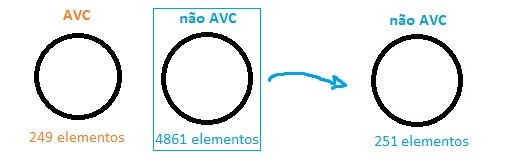 AVC
não AVC
não AVC
249 elementos
4861 elementos
251 elementos